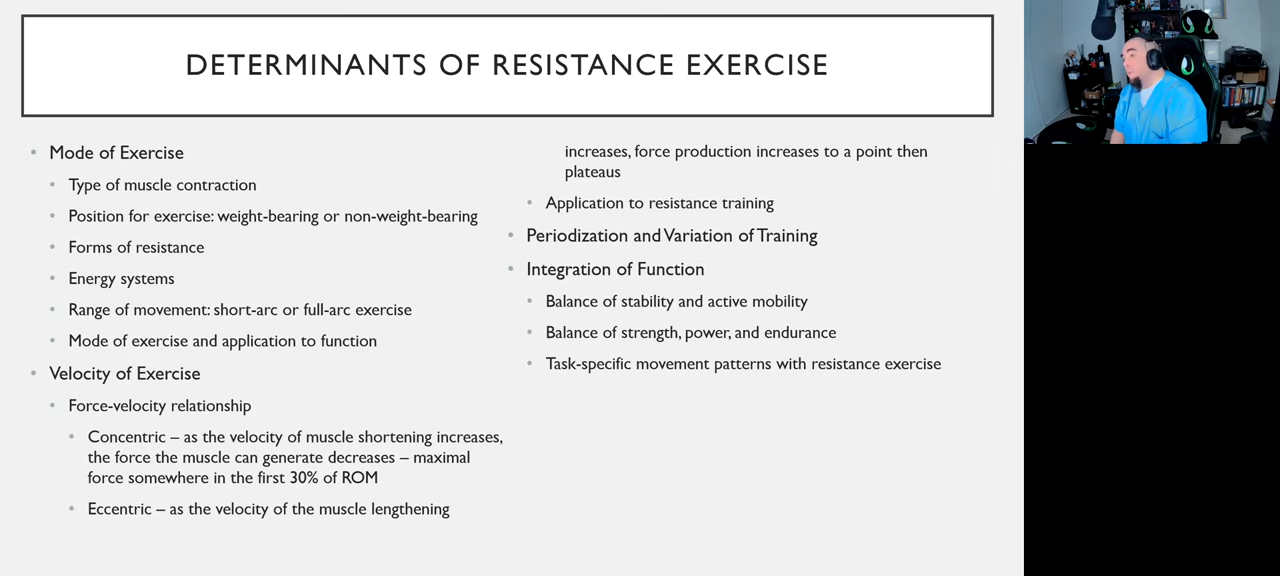 DETERMINANTS OF RESISTANCE EXERCISE
• Mode of Exercise
• Type of muscle contraction
• Position for exercise: weight-bearing or non-weight-bearing
• Forms of resistance
• Energy systems
• Range of movement: short-arc or full-arc exercise
• Mode of exercise and application to function
• Velocity of Exercise
• Force-velocity relationship
• Concentric – as the velocity of muscle shortening increases,
the force the muscle can generate decreases – maximal
force somewhere in the first 30% of ROM
• Eccentric – as the velocity of the muscle lengthening
increases, force production increases to a point then
plateaus
• Application to resistance training
• Periodization and Variation of Training
• Integration of Function
• Balance of stability and active mobility
• Balance of strength, power, and endurance
• Task-specific movement patterns with resistance exercise